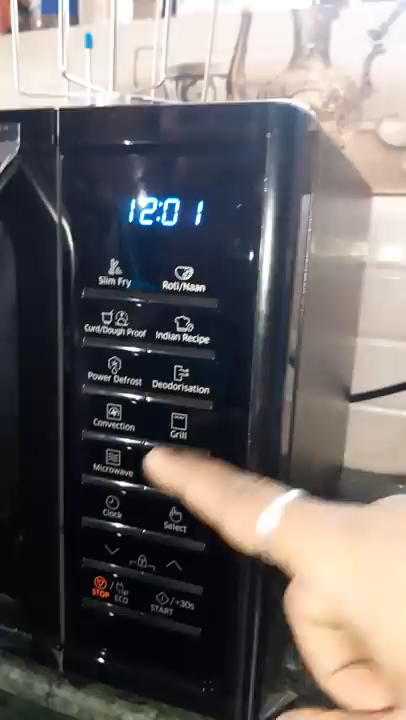 12:01
Slim Fry Roti/Naan
Curd/Dough Proof Indian Recipe
Power Defrost Deodorisation
Convection Grill
Microwave
Clock Select
STOP / ECO START /+30s